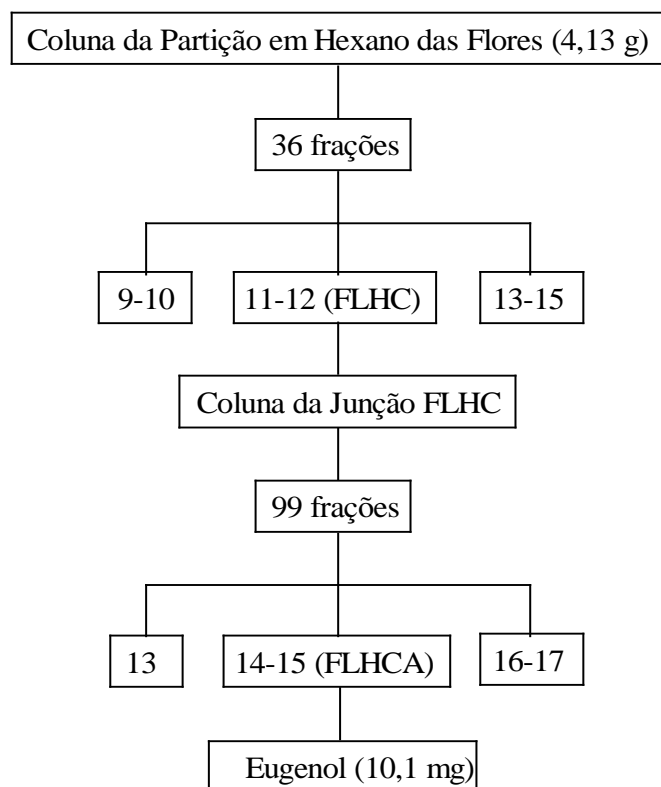 Coluna da Partição em Hexano das Flores (4,13 g)
36 frações
9-10
11-12 (FLHC)
13-15
Coluna da Junção FLHC
99 frações
13
14-15 (FLHCA)
16-17
Eugenol (10,1 mg)